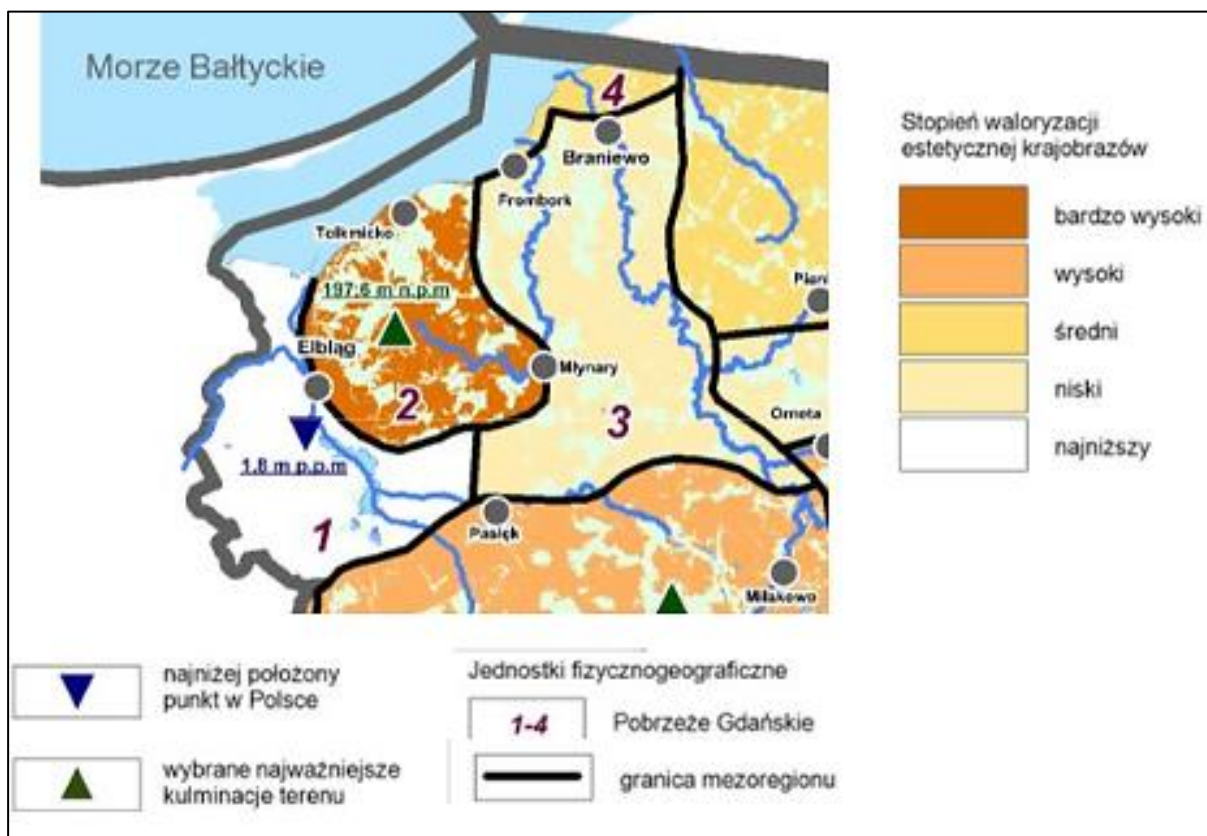 Morze Bałtyckie
4
Braniewo
Frombork
Tolkmicko
197,6 m n.p.m
Elbląg
Młynary
2
3
1,8 m p.p.m
1
Pasłęk
Pieni
Orneta
Miłakowo
Stopień waloryzacji
estetycznej krajobrazów
bardzo wysoki
wysoki
średni
niski
najniższy
najniżej położony
punkt w Polsce
wybrane najważniejsze
kulminacje terenu
Jednostki fizycznogeograficzne
1-4
Pobrzeże Gdańskie
granica mezoregionu